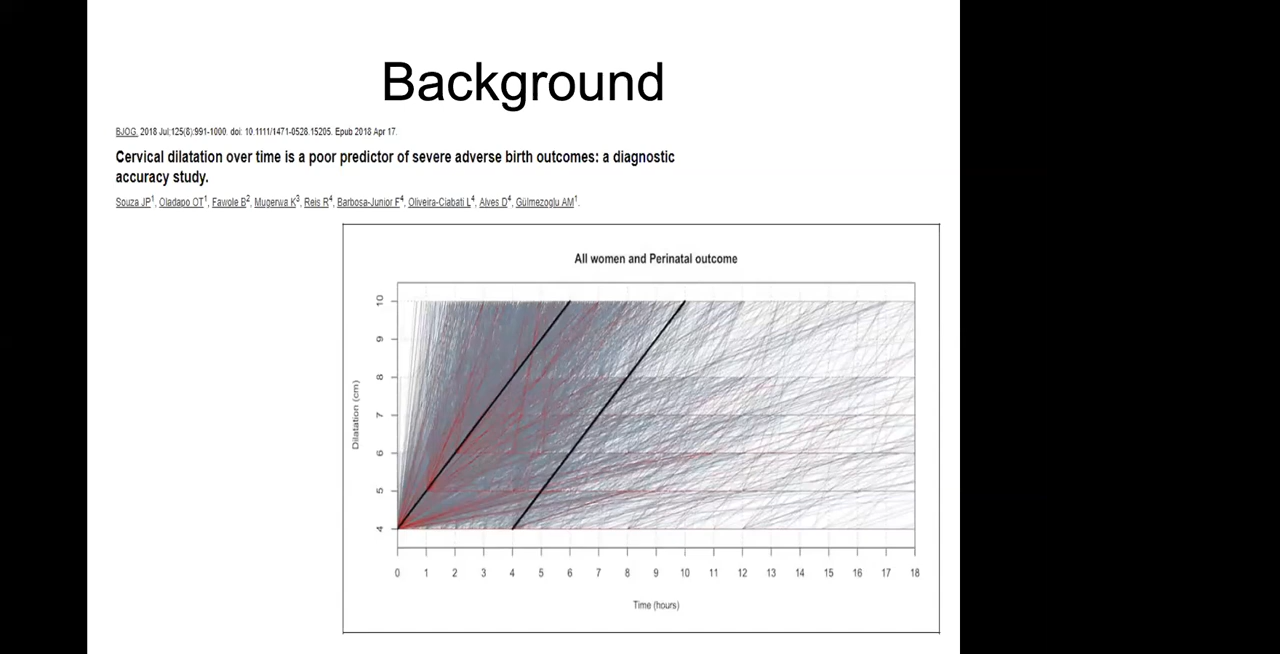 Background
BJOG. 2018 Jul;125(8):991-1000. doi: 10.1111/1471-0528.15205. Epub 2018 Apr 17.
Cervical dilatation over time is a poor predictor of severe adverse birth outcomes: a diagnostic
accuracy study.
Souza JP1, Oladapo OT1, Fawole B2, Mugerwa K3, Reis R4, Barbosa-Junior F4, Oliveira-Ciabati L4, Alves D4, Gülmezoglu AM1.
All women and Perinatal outcome
10
9
8
7
6
5
4
Dilatation (cm)
0 1 2 3 4 5 6 7 8 9 10 11 12 13 14 15 16 17 18
Time (hours)